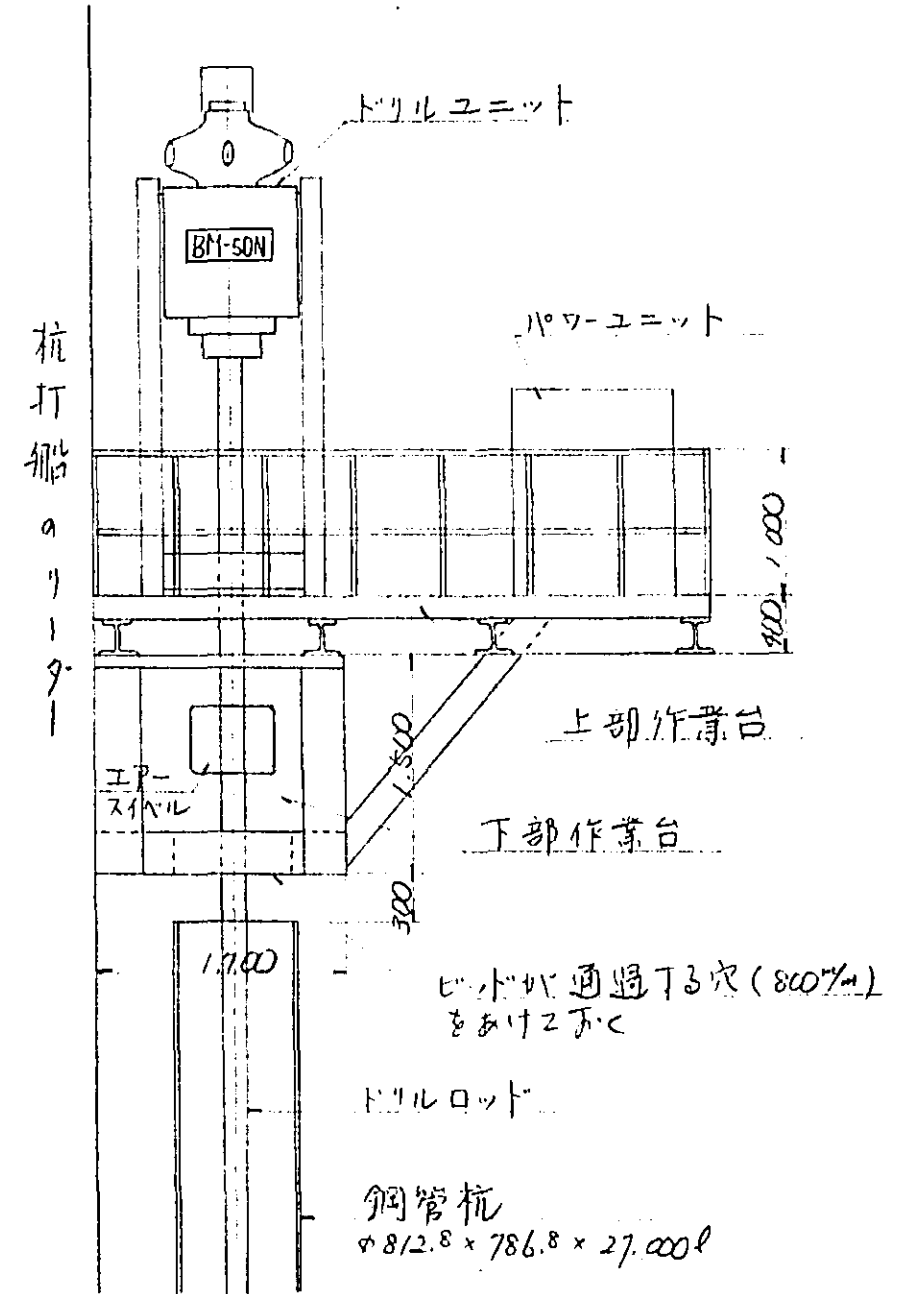 ドリルユニット
BM-50N
パワーユニット
杭打船のリーダー
1,000
400
上部作業台
1.500
エアー
スイベル
下部作業台
300
1.700
ビットが通過する穴(800m/m)
をあけておく
ドリルロッド
鋼管杭
φ812.8×786.8×27.000l